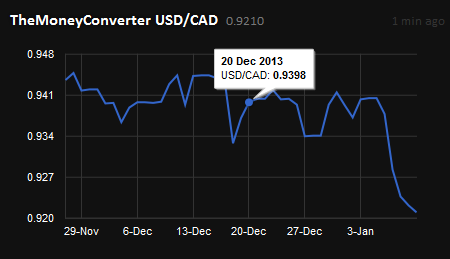 TheMoneyConverter USD/CAD 0.9210 1 min ago
0.948
20 Dec 2013
USD/CAD: 0.9398
0.941
0.934
0.927
0.920
29-Nov 6-Dec 13-Dec 20-Dec 27-Dec 3-Jan